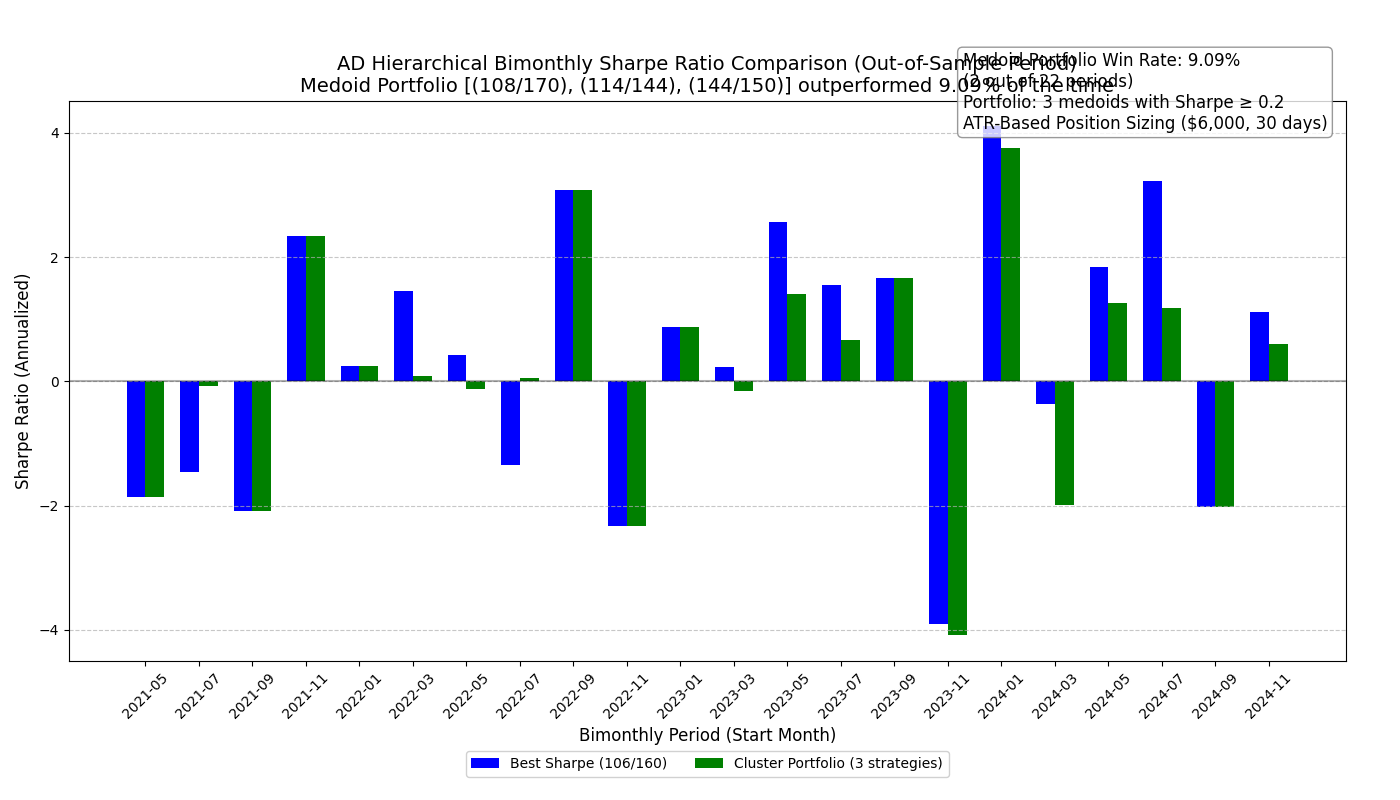 AD Hierarchical Bimonthly Sharpe Ratio Comparison (Out-of-Sample Period)
Medoid Portfolio [(108/170), (114/144), (144/150)] outperformed 9.09% of the time
Medoid Portfolio Win Rate: 9.09%
(2 out of 22 periods)
Portfolio: 3 medoids with Sharpe ≥ 0.2
ATR-Based Position Sizing ($6,000, 30 days)
Sharpe Ratio (Annualized)
4
2
0
−2
−4
2021-05
2021-07
2021-09
2021-11
2022-01
2022-03
2022-05
2022-07
2022-09
2022-11
2023-01
2023-03
2023-05
2023-07
2023-09
2023-11
2024-01
2024-03
2024-05
2024-07
2024-09
2024-11
Bimonthly Period (Start Month)
Best Sharpe (106/160)
Cluster Portfolio (3 strategies)